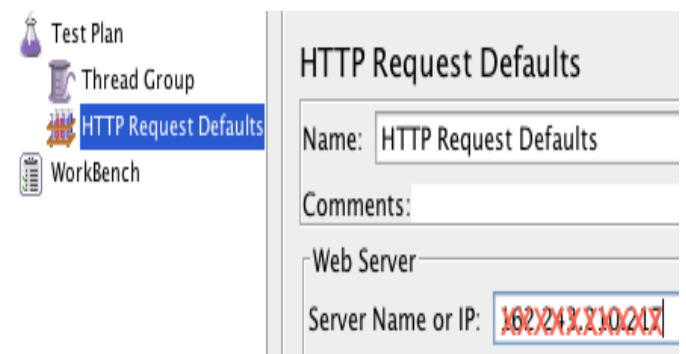 Test Plan
Thread Group
HTTP Request Defaults
WorkBench
HTTP Request Defaults
Name: HTTP Request Defaults
Comments:
Web Server
Server Name or IP: